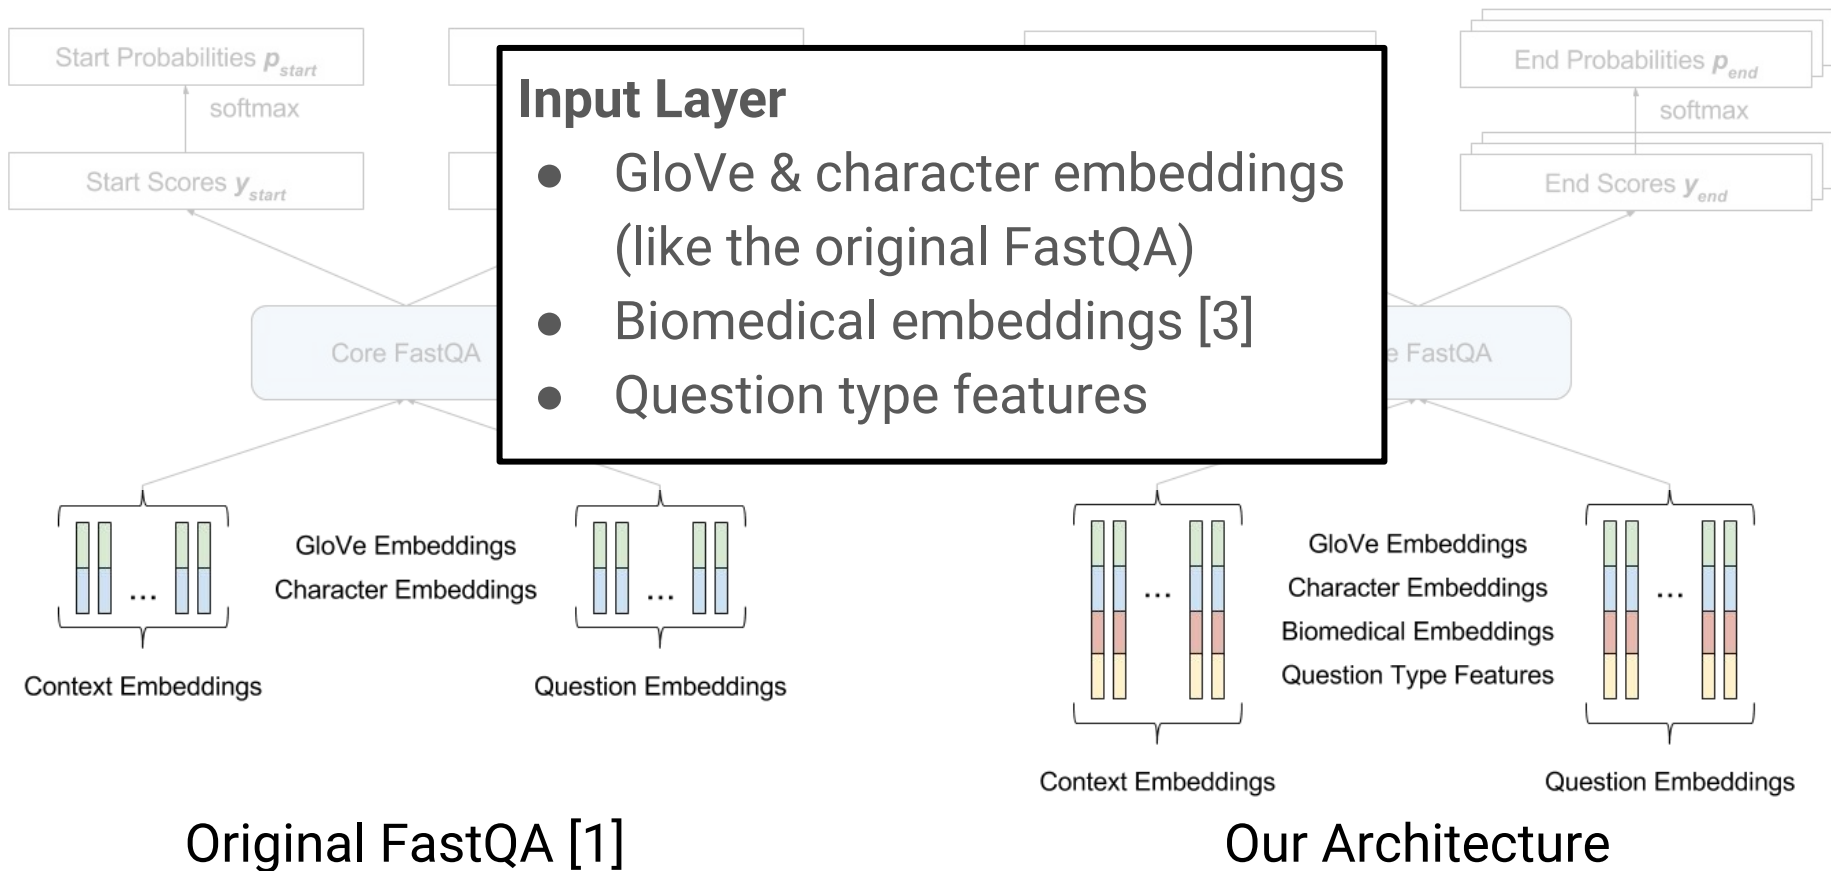 Start Probabilities p_start
softmax
Start Scores y_start
Core FastQA
Input Layer
● GloVe & character embeddings
(like the original FastQA)
● Biomedical embeddings [3]
● Question type features
End Probabilities p_end
softmax
End Scores y_end
e FastQA
GloVe Embeddings
Character Embeddings
...
...
Context Embeddings
Question Embeddings
Original FastQA [1]
GloVe Embeddings
Character Embeddings
Biomedical Embeddings
Question Type Features
...
...
Context Embeddings
Question Embeddings
Our Architecture